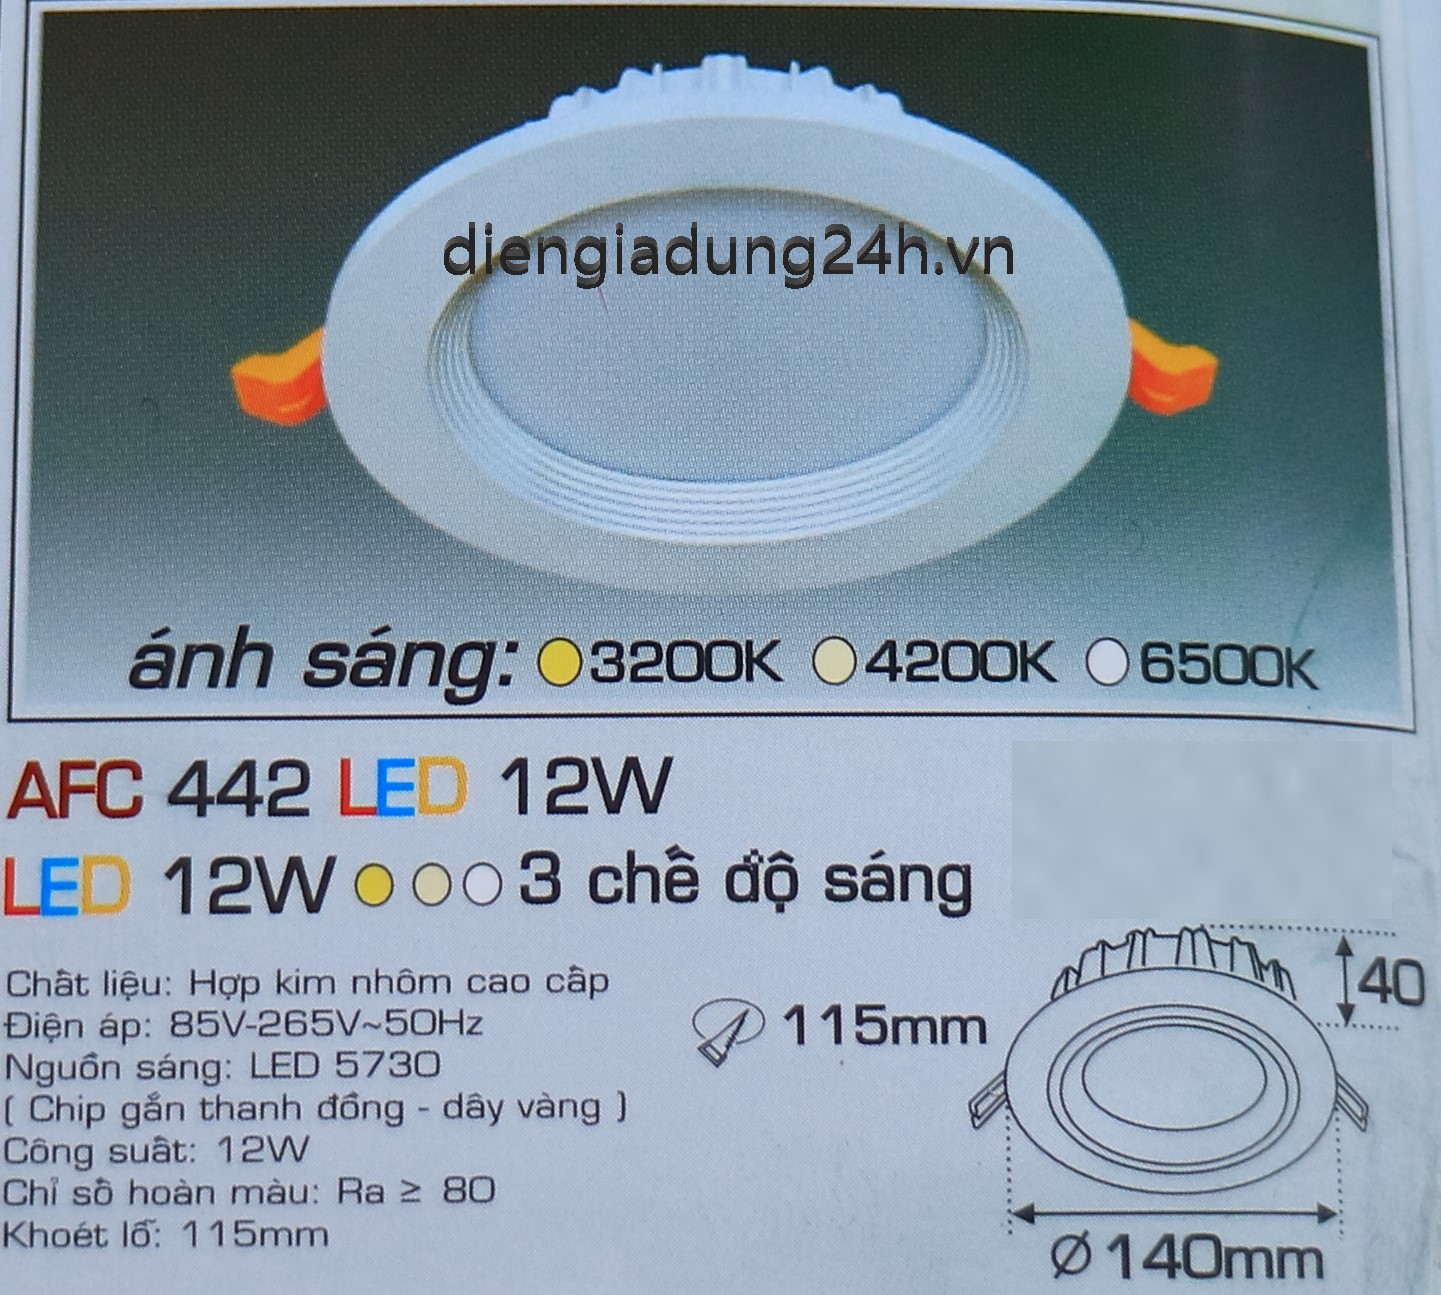 diengiadung24h.vn
ánh sáng: 3200K 4200K 6500K
AFC 442 LED 12W
LED 12W 3 chế độ sáng
Chất liệu: Hợp kim nhôm cao cấp
Điện áp: 85V-265V~50Hz
Nguồn sáng: LED 5730
( Chip gắn thanh đồng - dây vàng )
Công suất: 12W
Chỉ số hoàn màu: Ra ≥ 80
Khoét lỗ: 115mm
115mm
40
Ø140mm